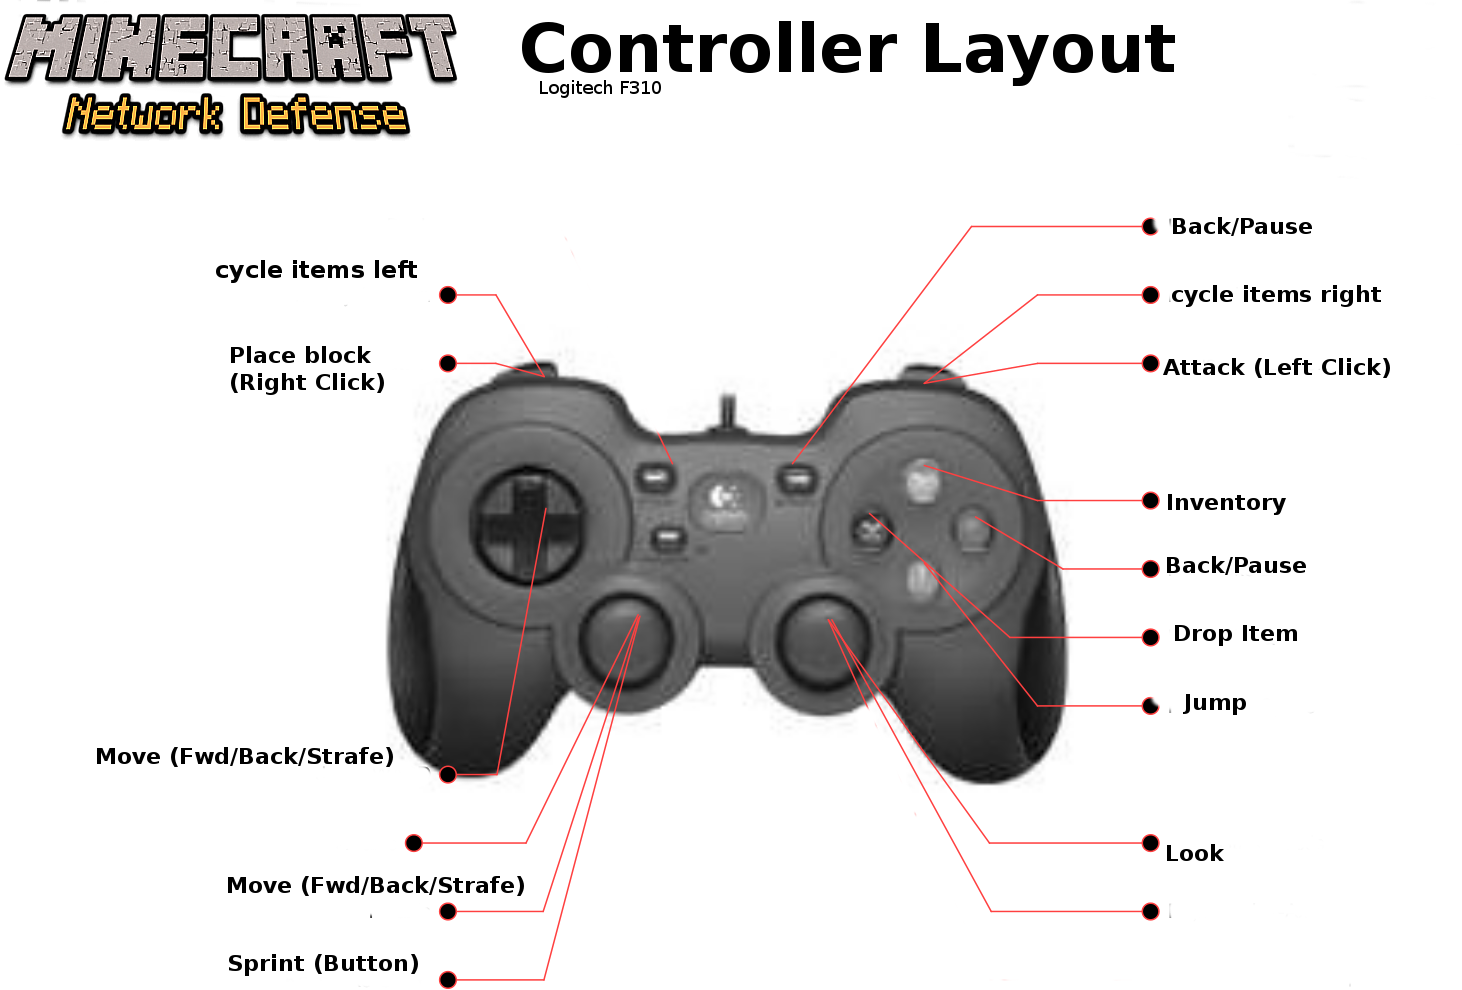 MINECRAFT
Network Defense
Controller Layout
Logitech F310
cycle items left
Place block
(Right Click)
Move (Fwd/Back/Strafe)
Move (Fwd/Back/Strafe)
Sprint (Button)
Back/Pause
cycle items right
Attack (Left Click)
Inventory
Back/Pause
Drop Item
Jump
Look
X